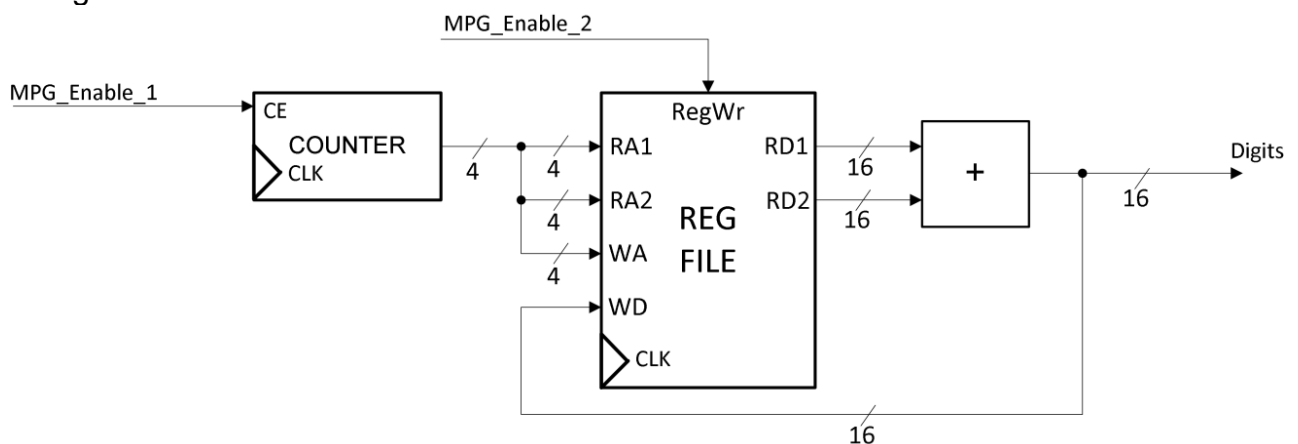 MPG_Enable_2
MPG_Enable_1
CE
COUNTER
CLK
4
4
4
4
RegWr
RA1
RA2
WA
WD
REG
FILE
CLK
RD1
RD2
16
16
+
16
Digits
16